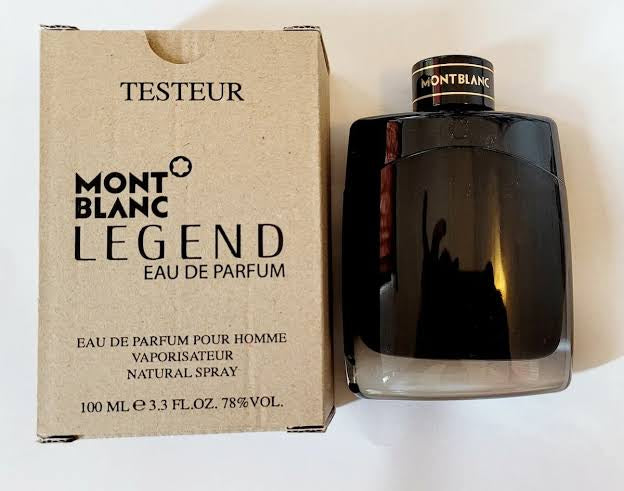 TESTEUR
MONT
BLANC
LEGEND
EAU DE PARFUM
EAU DE PARFUM POUR HOMME
VAPORISATEUR
NATURAL SPRAY
100 ML ℮ 3.3 FL.OZ. 78%VOL.
MONTBLANC